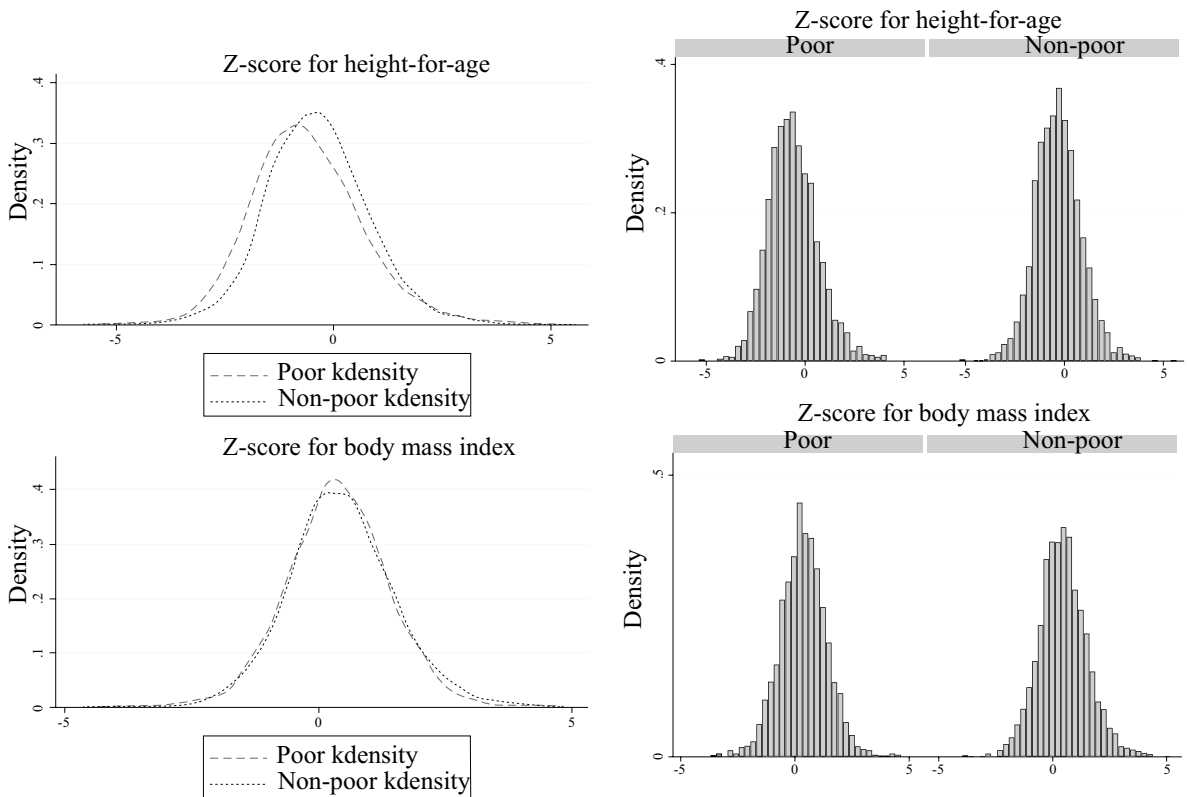 Z-score for height-for-age
Density
.4
.3
.2
.1
0
-5
0
5
Poor kdensity
Non-poor kdensity
Z-score for height-for-age
Poor
Non-poor
Density
.4
.2
0
-5
0
5
-5
0
5
Z-score for body mass index
Density
.4
.3
.2
.1
0
-5
0
5
Poor kdensity
Non-poor kdensity
Z-score for body mass index
Poor
Non-poor
Density
.5
0
-5
0
5
-5
0
5